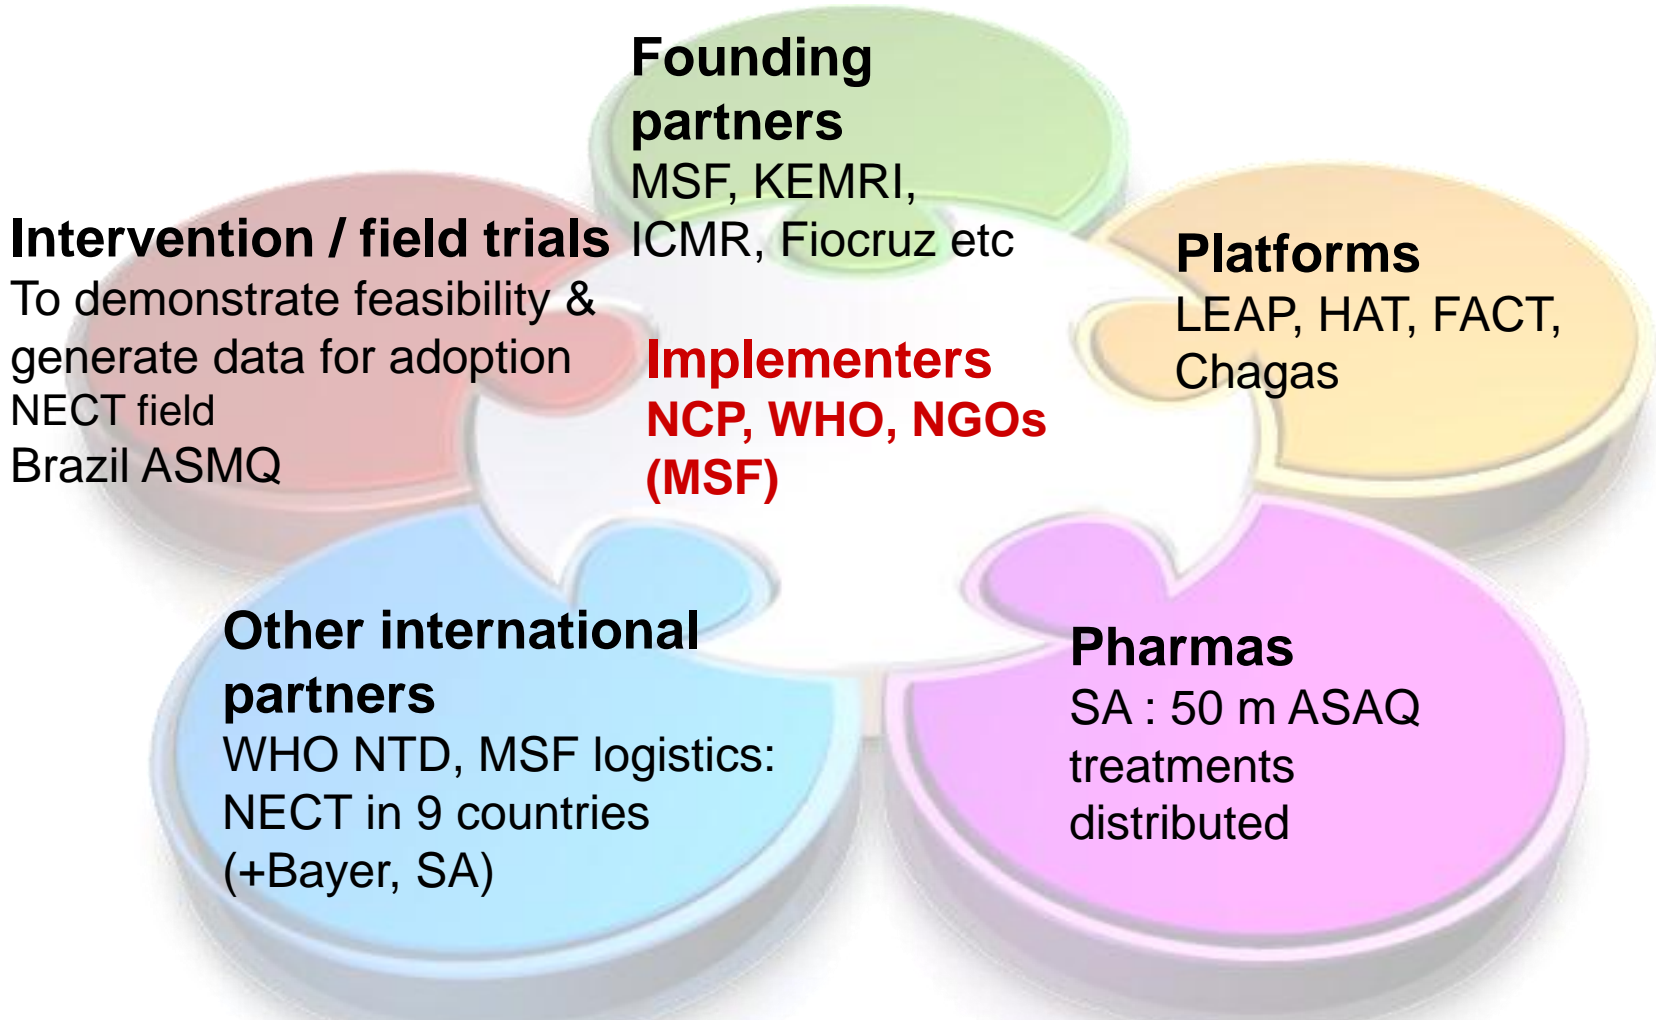 Founding
partners
MSF, KEMRI,
ICMR, Fiocruz etc
Intervention / field trials
To demonstrate feasibility &
generate data for adoption
NECT field
Brazil ASMQ
Implementers
NCP, WHO, NGOs
(MSF)
Platforms
LEAP, HAT, FACT,
Chagas
Other international
partners
WHO NTD, MSF logistics:
NECT in 9 countries
(+Bayer, SA)
Pharmas
SA : 50 m ASAQ
treatments
distributed